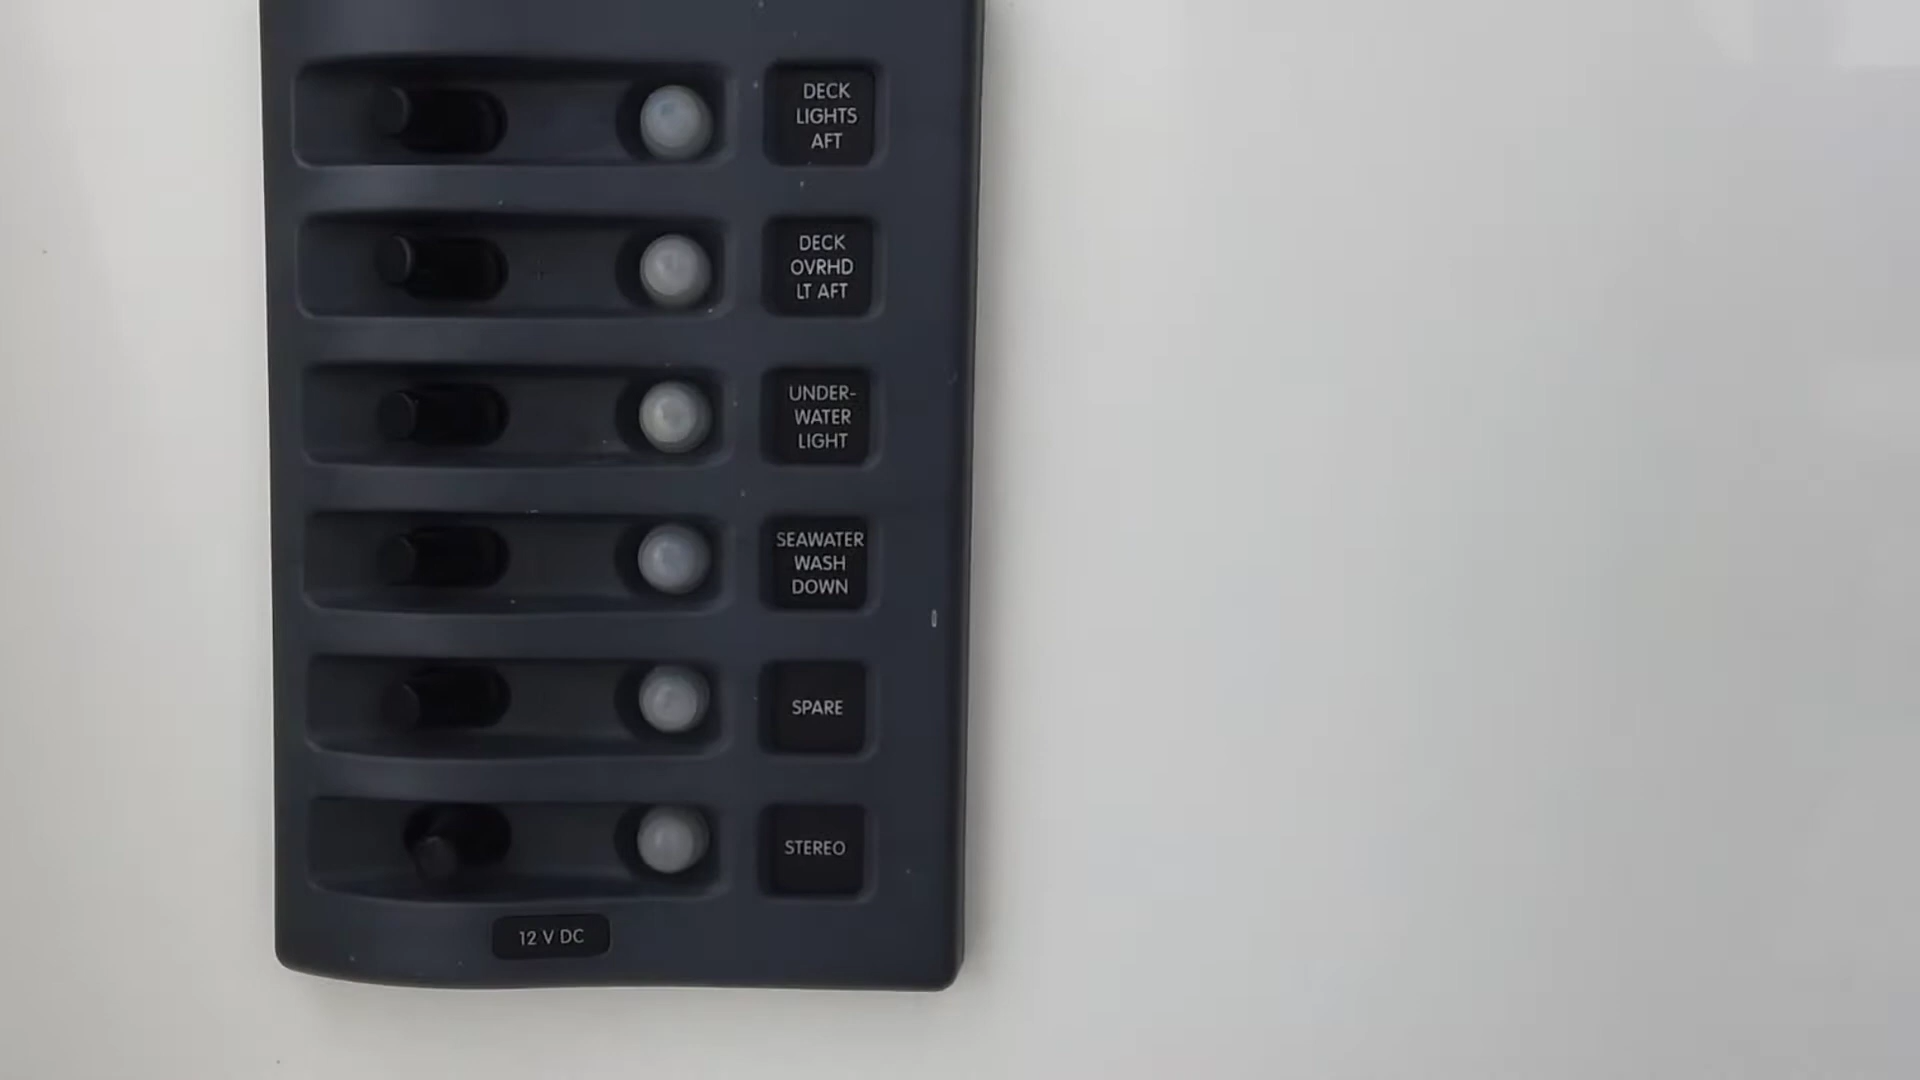 DECK
LIGHTS
AFT
DECK
OVRHD
LT AFT
UNDER-
WATER
LIGHT
SEAWATER
WASH
DOWN
SPARE
STEREO
12 V DC